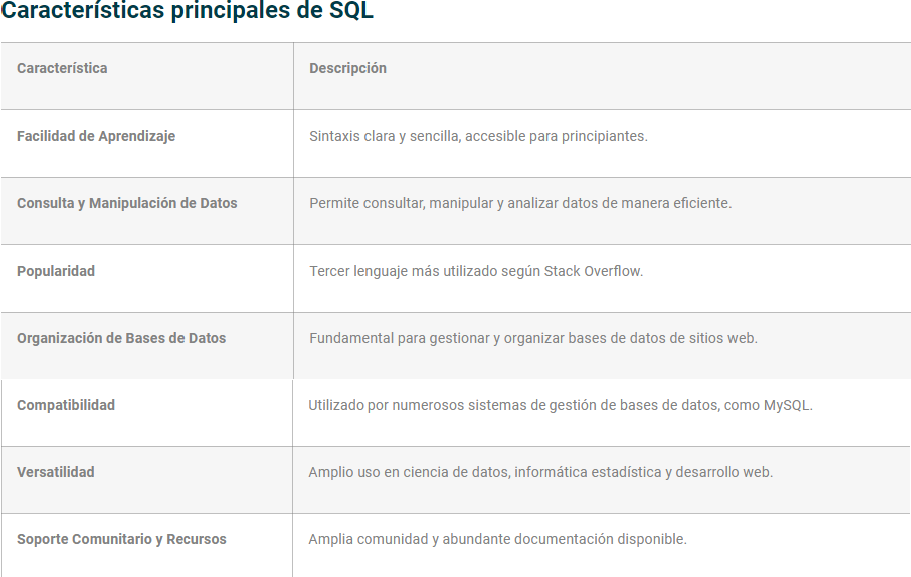 Características principales de SQL
Característica Descripción
Facilidad de Aprendizaje Sintaxis clara y sencilla, accesible para principiantes.
Consulta y Manipulación de Datos Permite consultar, manipular y analizar datos de manera eficiente.
Popularidad Tercer lenguaje más utilizado según Stack Overflow.
Organización de Bases de Datos Fundamental para gestionar y organizar bases de datos de sitios web.
Compatibilidad Utilizado por numerosos sistemas de gestión de bases de datos, como MySQL.
Versatilidad Amplio uso en ciencia de datos, informática estadística y desarrollo web.
Soporte Comunitario y Recursos Amplia comunidad y abundante documentación disponible.